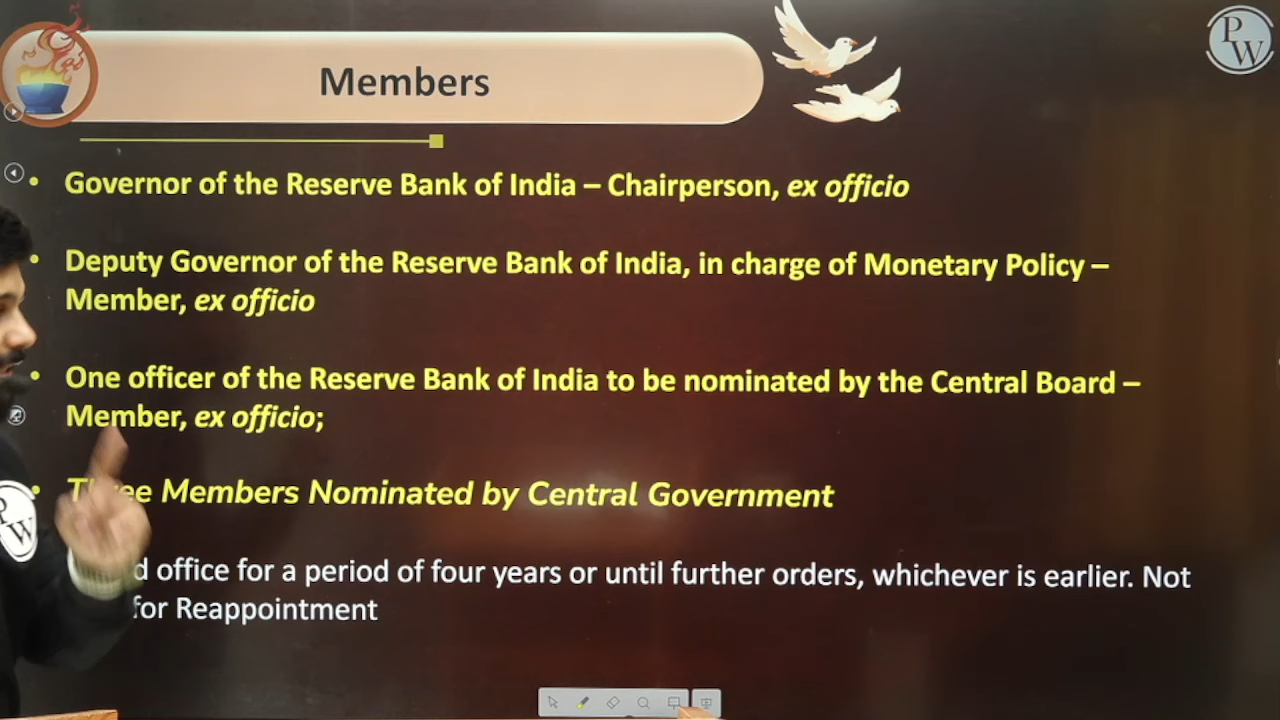 PW
Members
• Governor of the Reserve Bank of India – Chairperson, ex officio
• Deputy Governor of the Reserve Bank of India, in charge of Monetary Policy –
Member, ex officio
• One officer of the Reserve Bank of India to be nominated by the Central Board –
Member, ex officio;
• Members Nominated by Central Government
office for a period of four years or until further orders, whichever is earlier. Not
for Reappointment
PW